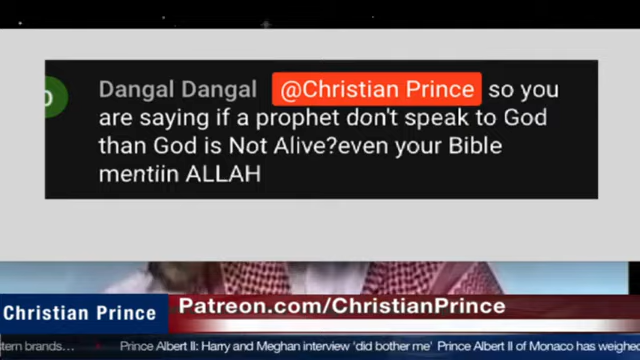 Dangal Dangal @Christian Prince so you
are saying if a prophet don't speak to God
than God is Not Alive?even your Bible
mentiin ALLAH
Christian Prince
Patreon.com/ChristianPrince
tern brands... Prince Albert II: Harry and Meghan interview 'did bother me' Prince Albert II of Monaco has weighed